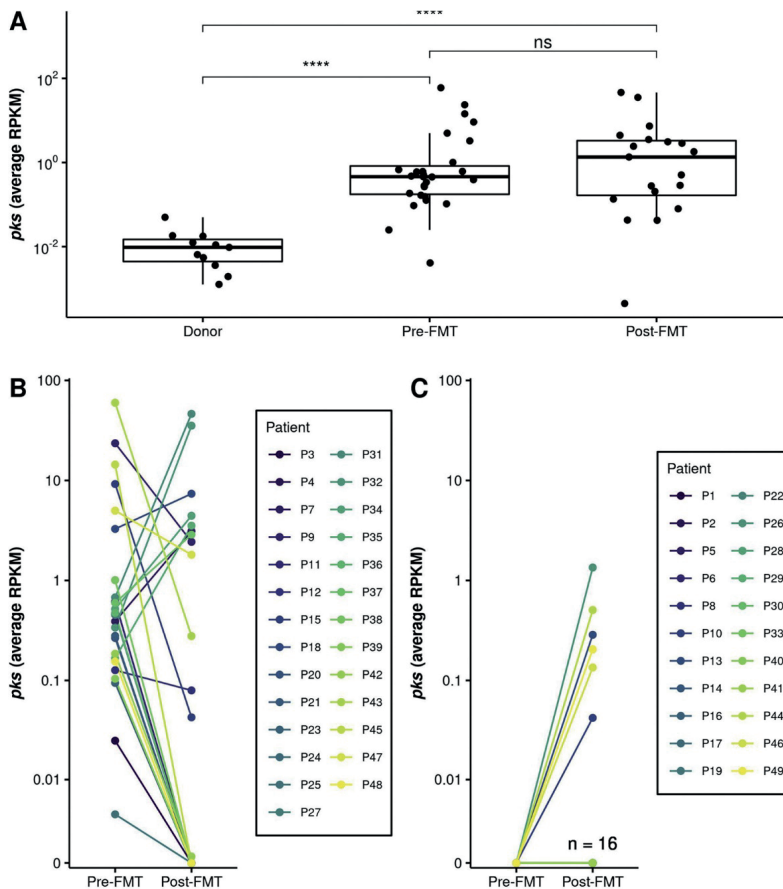 A
****
****
ns
pks (average RPKM)
10²
10⁰
10⁻²
Donor Pre-FMT Post-FMT
B
pks (average RPKM)
100
10
1
0.1
0.01
0
Pre-FMT Post-FMT
Patient
P3 P31
P4 P32
P7 P34
P9 P35
P11 P36
P12 P37
P15 P38
P18 P39
P20 P42
P21 P43
P23 P45
P24 P47
P25 P48
P27
C
pks (average RPKM)
100
10
1
0.1
0.01
0
n = 16
Pre-FMT Post-FMT
Patient
P1 P22
P2 P26
P5 P28
P6 P29
P8 P30
P10 P33
P13 P40
P14 P41
P16 P44
P17 P46
P19 P49